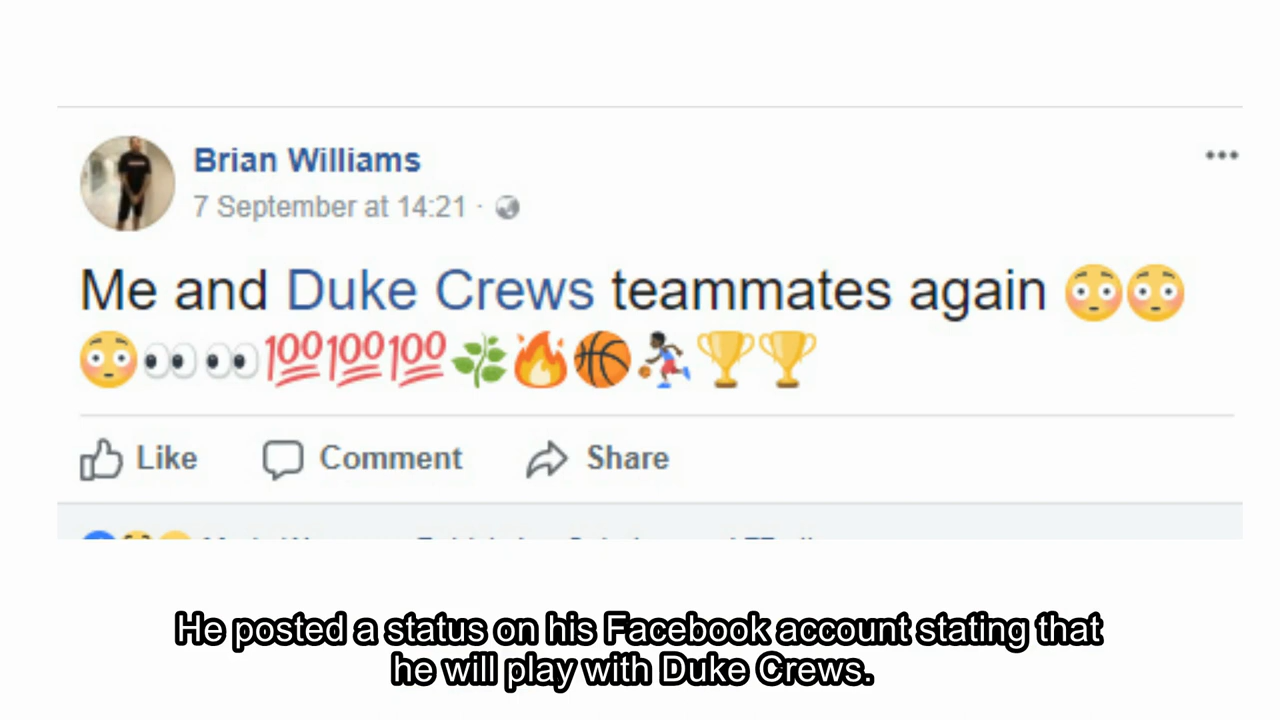 Brian Williams
7 September at 14:21 ·
Me and Duke Crews teammates again 😳😳
😳👀👀💯💯💯🌿🔥🏀⛹🏿🏆🏆
Like Comment Share
He posted a status on his Facebook account stating that
he will play with Duke Crews.